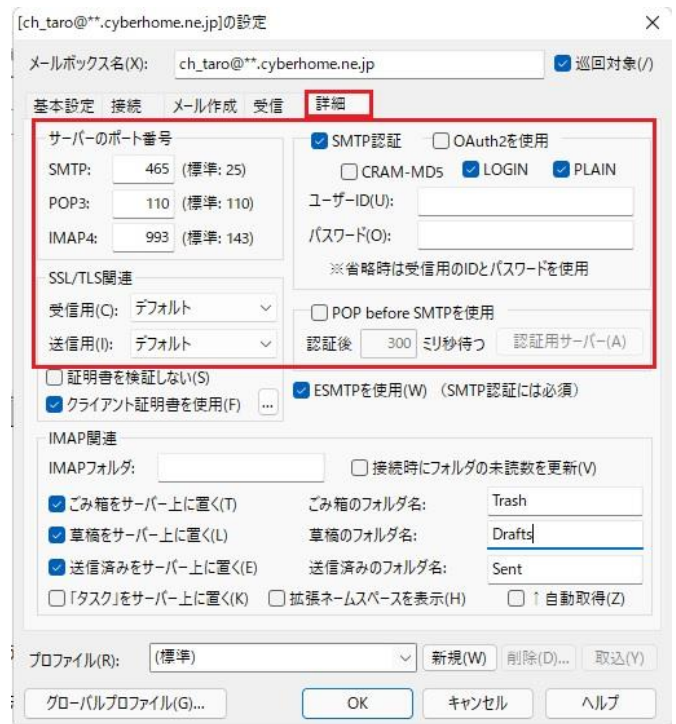 [ch_taro@**.cyberhome.ne.jp]の設定
メールボックス名(X): ch_taro@**.cyberhome.ne.jp 巡回対象(/)
基本設定 接続 メール作成 受信 詳細
サーバーのポート番号
SMTP: 465 (標準: 25)
POP3: 110 (標準: 110)
IMAP4: 993 (標準: 143)
SSL/TLS関連
受信用(C): デフォルト
送信用(I): デフォルト
SMTP認証 OAuth2を使用
CRAM-MD5 LOGIN PLAIN
ユーザーID(U):
パスワード(O):
※省略時は受信用のIDとパスワードを使用
POP before SMTPを使用
認証後 300 ミリ秒待つ 認証用サーバー(A)
証明書を検証しない(S)
クライアント証明書を使用(F) ...
ESMTPを使用(W) (SMTP認証には必須)
IMAP関連
IMAPフォルダ: 接続時にフォルダの未読数を更新(V)
ごみ箱をサーバー上に置く(T) ごみ箱のフォルダ名: Trash
草稿をサーバー上に置く(L) 草稿のフォルダ名: Drafts
送信済みをサーバー上に置く(E) 送信済みのフォルダ名: Sent
「タスク」をサーバー上に置く(K) 拡張ネームスペースを表示(H) ↑自動取得(Z)
プロファイル(R): (標準) 新規(W) 削除(D)... 取込(Y)
グローバルプロファイル(G)... OK キャンセル ヘルプ